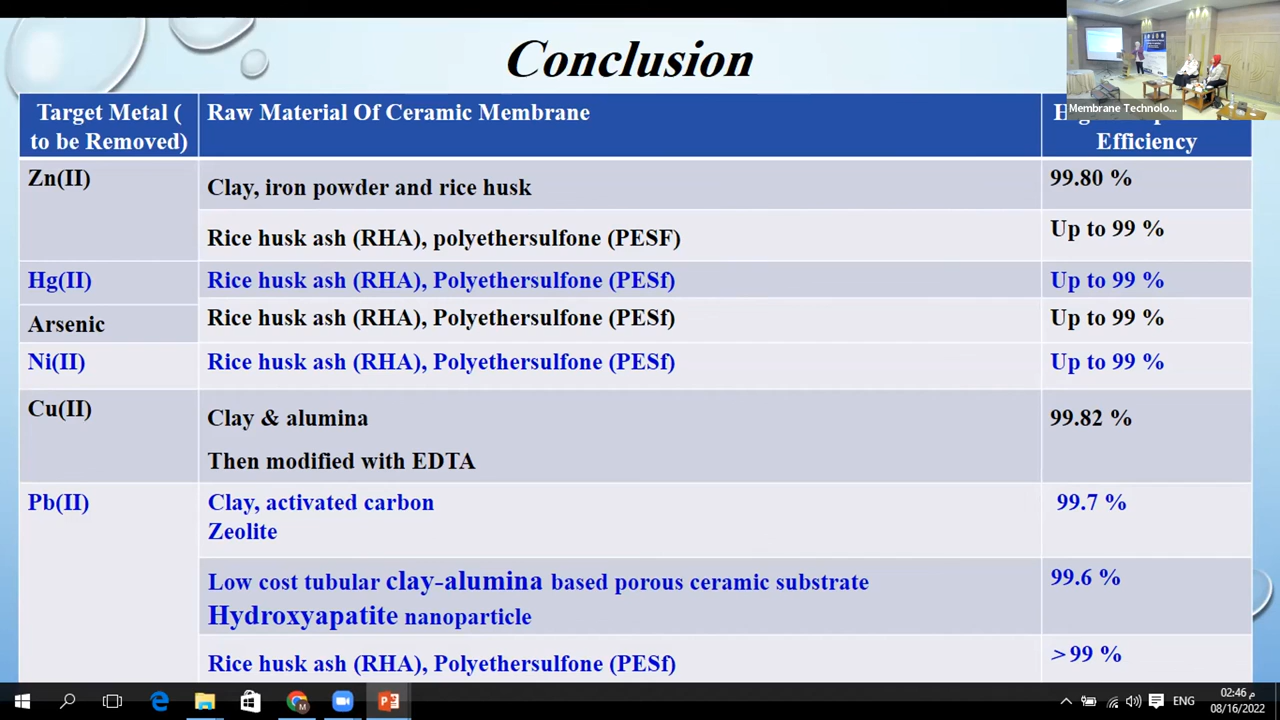 Conclusion
Membrane Technolo...
Target Metal (
to be Removed)
Raw Material Of Ceramic Membrane
Efficiency
Zn(II)
Clay, iron powder and rice husk
99.80 %
Rice husk ash (RHA), polyethersulfone (PESF)
Up to 99 %
Hg(II)
Rice husk ash (RHA), Polyethersulfone (PESf)
Up to 99 %
Arsenic
Rice husk ash (RHA), Polyethersulfone (PESf)
Up to 99 %
Ni(II)
Rice husk ash (RHA), Polyethersulfone (PESf)
Up to 99 %
Cu(II)
Clay & alumina
Then modified with EDTA
99.82 %
Pb(II)
Clay, activated carbon
Zeolite
99.7 %
Low cost tubular clay-alumina based porous ceramic substrate
Hydroxyapatite nanoparticle
99.6 %
Rice husk ash (RHA), Polyethersulfone (PESf)
>99 %
ENG
02:46 م
08/16/2022